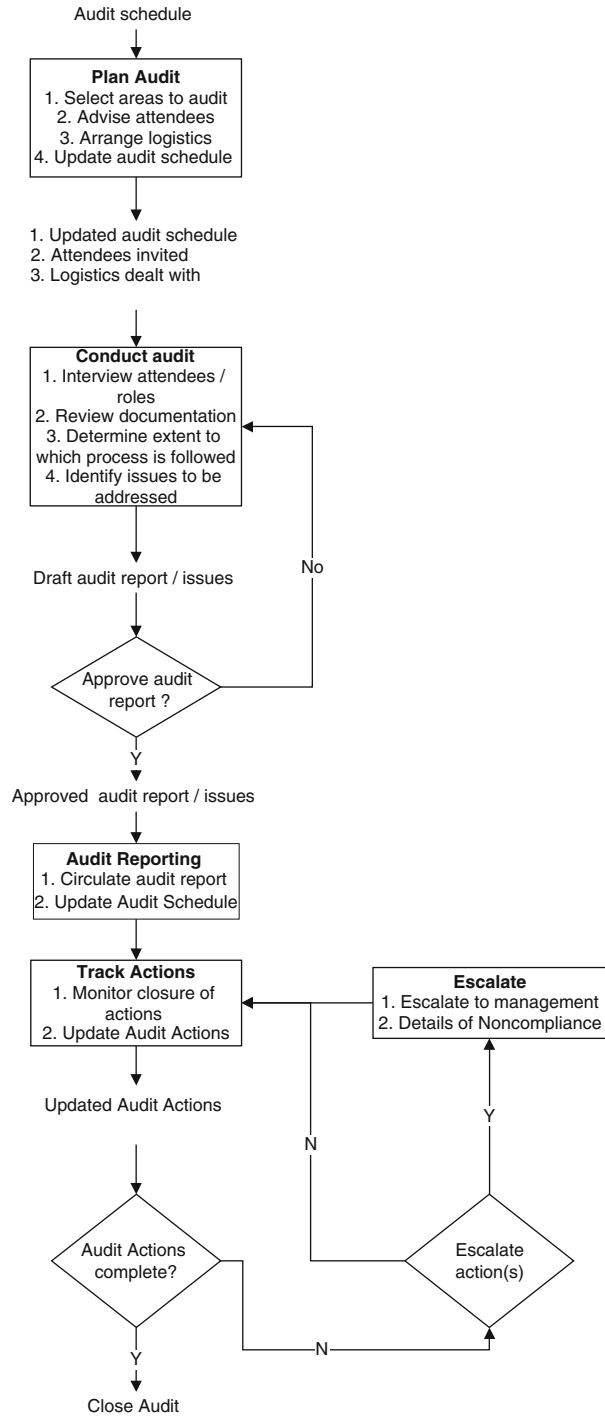 Audit schedule
Plan Audit
1. Select areas to audit
2. Advise attendees
3. Arrange logistics
4. Update audit schedule
1. Updated audit schedule
2. Attendees invited
3. Logistics dealt with
Conduct audit
1. Interview attendees /
roles
2. Review documentation
3. Determine extent to
which process is followed
4. Identify issues to be
addressed
Draft audit report / issues
No
Approve audit
report ?
Y
Approved audit report / issues
Audit Reporting
1. Circulate audit report
2. Update Audit Schedule
Track Actions
1. Monitor closure of
actions
2. Update Audit Actions
Escalate
1. Escalate to management
2. Details of Noncompliance
Updated Audit Actions
N
Y
Audit Actions
complete?
Escalate
action(s)
N
Y
Close Audit